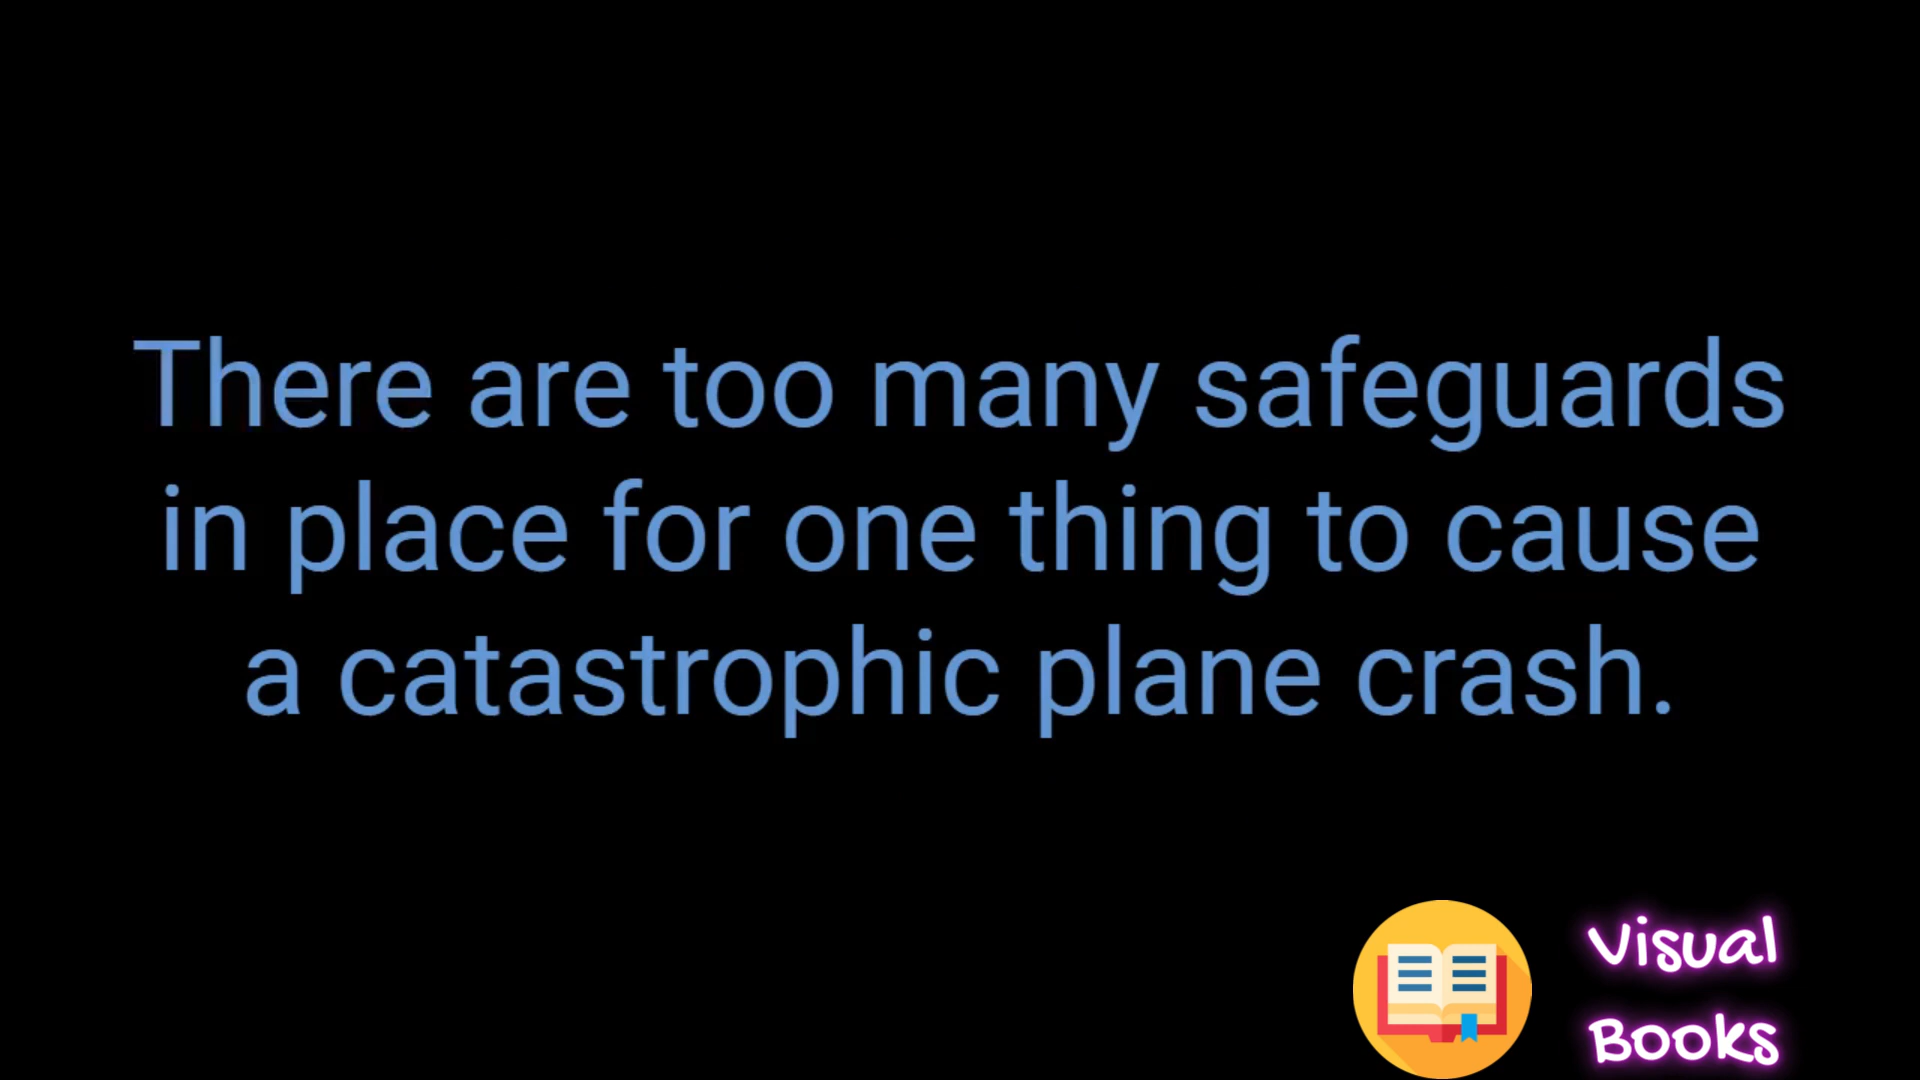 There are too many safeguards
in place for one thing to cause
a catastrophic plane crash.
Visual
Books